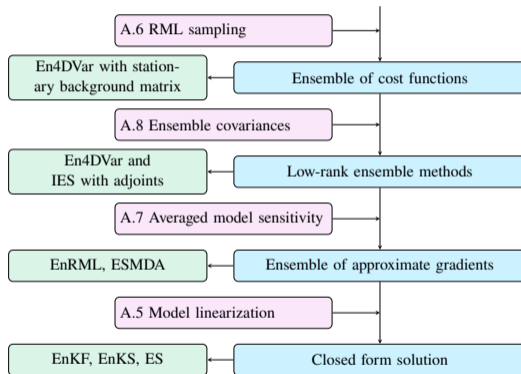 A.6 RML sampling
En4DVar with station-
ary background matrix
Ensemble of cost functions
A.8 Ensemble covariances
En4DVar and
IES with adjoints
Low-rank ensemble methods
A.7 Averaged model sensitivity
EnRML, ESMDA
Ensemble of approximate gradients
A.5 Model linearization
EnKF, EnKS, ES
Closed form solution